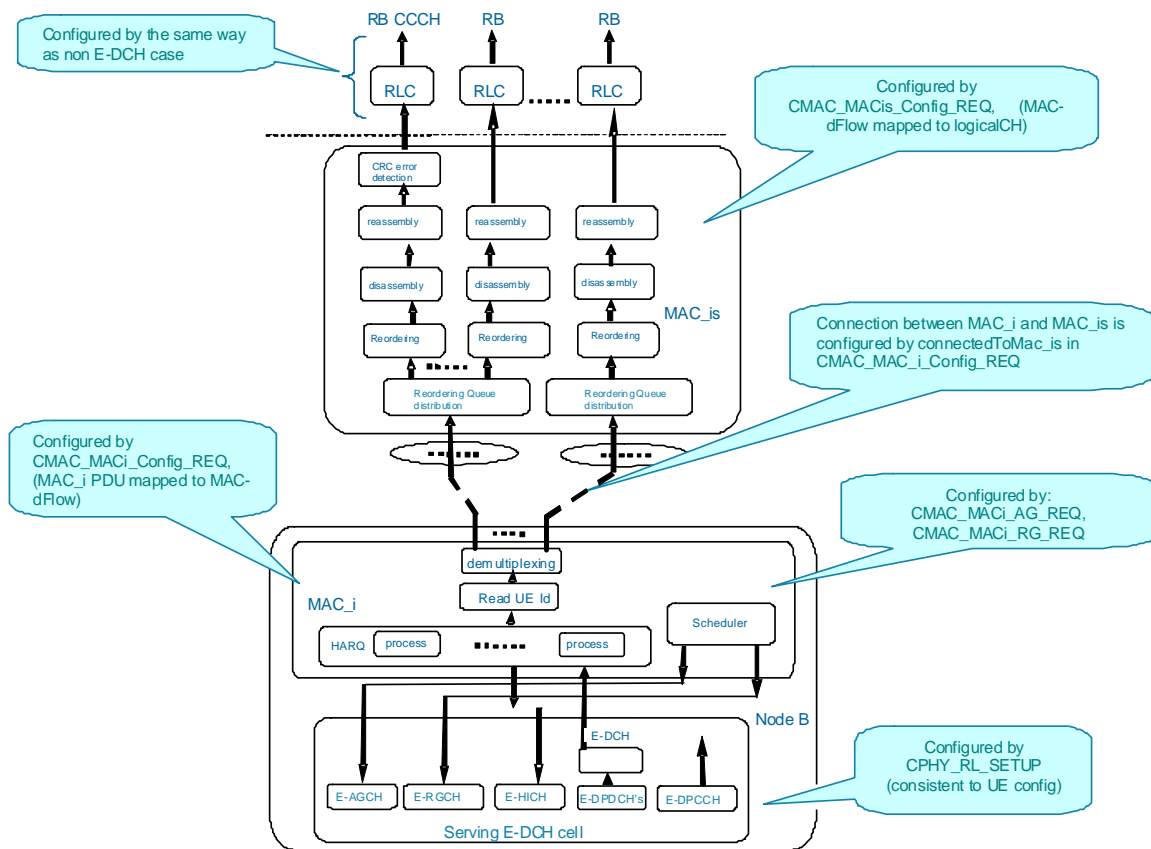 RB CCCH RB RB
Configured by the same way
as non E-DCH case
RLC RLC RLC
Configured by
CMAC_MACis_Config_REQ, (MAC-
dFlow mapped to logicalCH)
CRC error
detection
reassembly reassembly reassembly
disassembly disassembly disassembly
MAC_is
Reordering Reordering Reordering
Reordering Queue
distribution
Reordering Queue
distribution
Connection between MAC_i and MAC_is is
configured by connectedToMac_is in
CMAC_MAC_i_Config_REQ
Configured by
CMAC_MACi_Config_REQ,
(MAC_i PDU mapped to MAC-
dFlow)
Configured by:
CMAC_MACi_AG_REQ,
CMAC_MACi_RG_REQ
demultiplexing
Read UE Id
MAC_i
Scheduler
HARQ process process
Node B
E-DCH
Configured by
CPHY_RL_SETUP
(consistent to UE config)
E-AGCH E-RGCH E-HICH E-DPDCH's E-DPCCH
Serving E-DCH cell